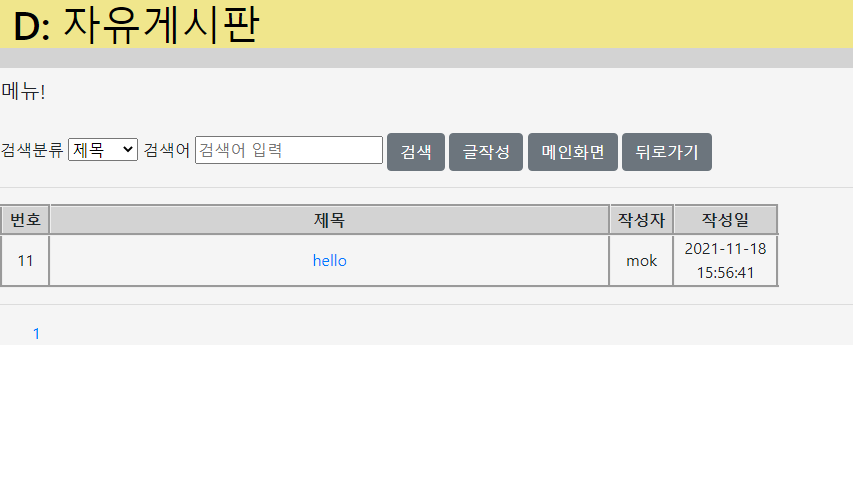 D: 자유게시판
메뉴!
검색분류 제목 검색어 검색어 입력 검색 글작성 메인화면 뒤로가기
번호 제목 작성자 작성일
11 hello mok 2021-11-18 15:56:41
1